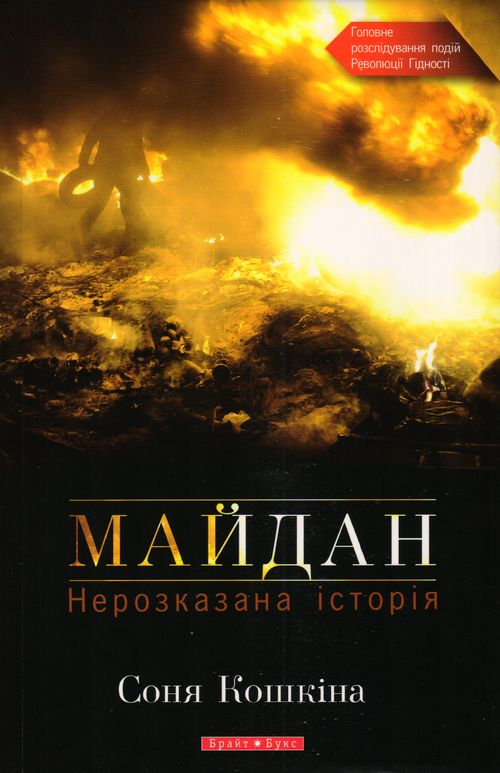 Головне
розслідування подій
Революції Гідності
МАЙДАН
Нерозказана історія
Соня Кошкіна
Брайт ✶ Букс